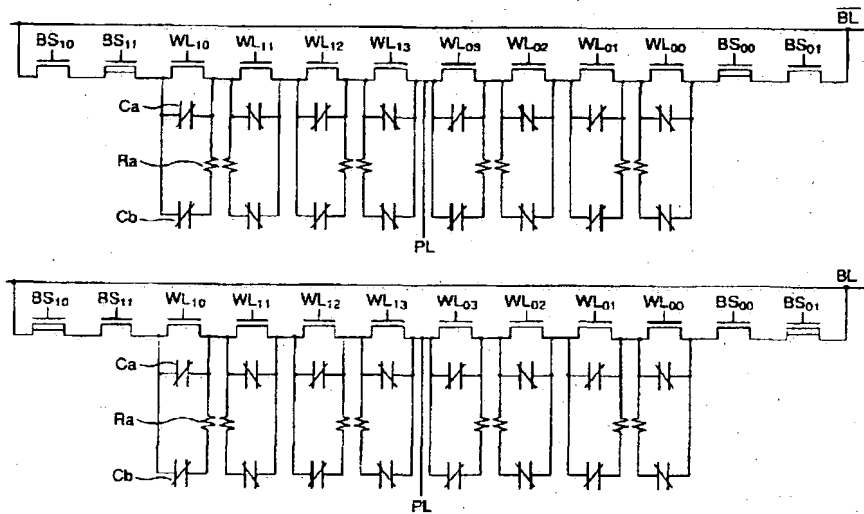 B̅L̅
BS₁₀ BS₁₁ WL₁₀ WL₁₁ WL₁₂ WL₁₃ WL₀₃ WL₀₂ WL₀₁ WL₀₀ BS₀₀ BS₀₁
Ca
Ra
Cb
PL
BL
BS₁₀ BS₁₁ WL₁₀ WL₁₁ WL₁₂ WL₁₃ WL₀₃ WL₀₂ WL₀₁ WL₀₀ BS₀₀ BS₀₁
Ca
Ra
Cb
PL